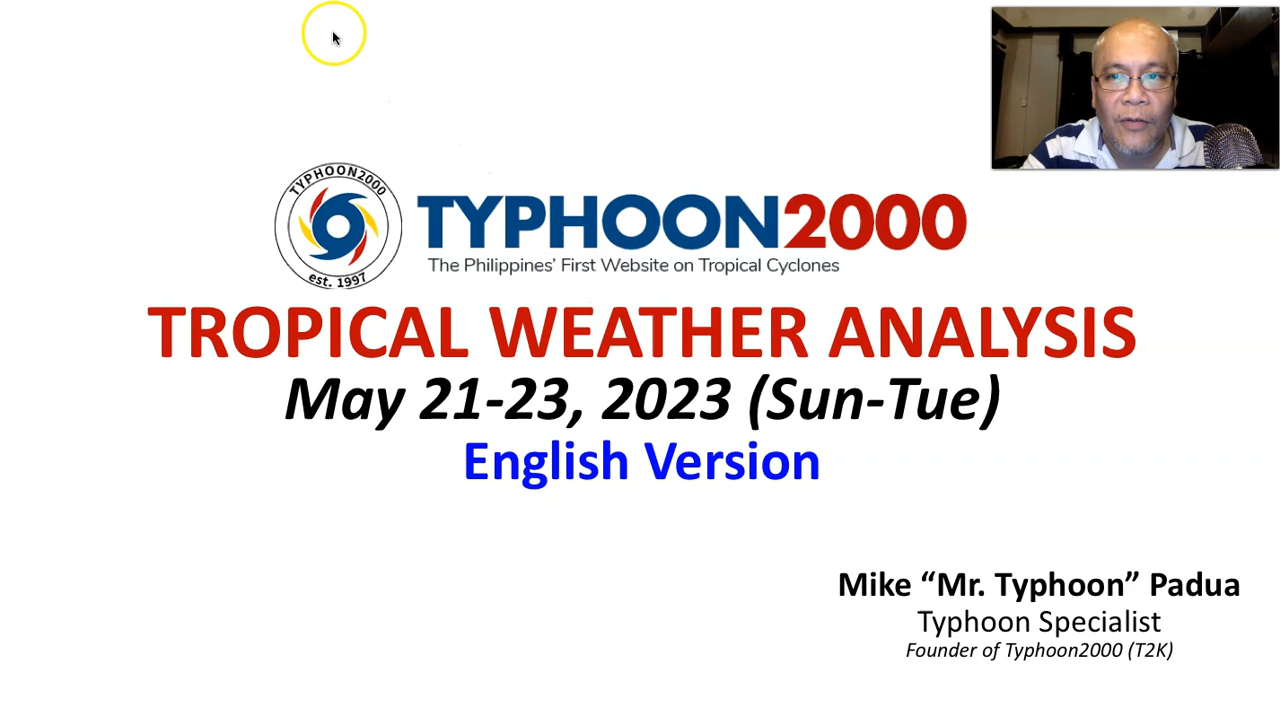 TYPHOON2000
est. 1997
TYPHOON2000
The Philippines' First Website on Tropical Cyclones
TROPICAL WEATHER ANALYSIS
May 21-23, 2023 (Sun-Tue)
English Version
Mike “Mr. Typhoon” Padua
Typhoon Specialist
Founder of Typhoon2000 (T2K)